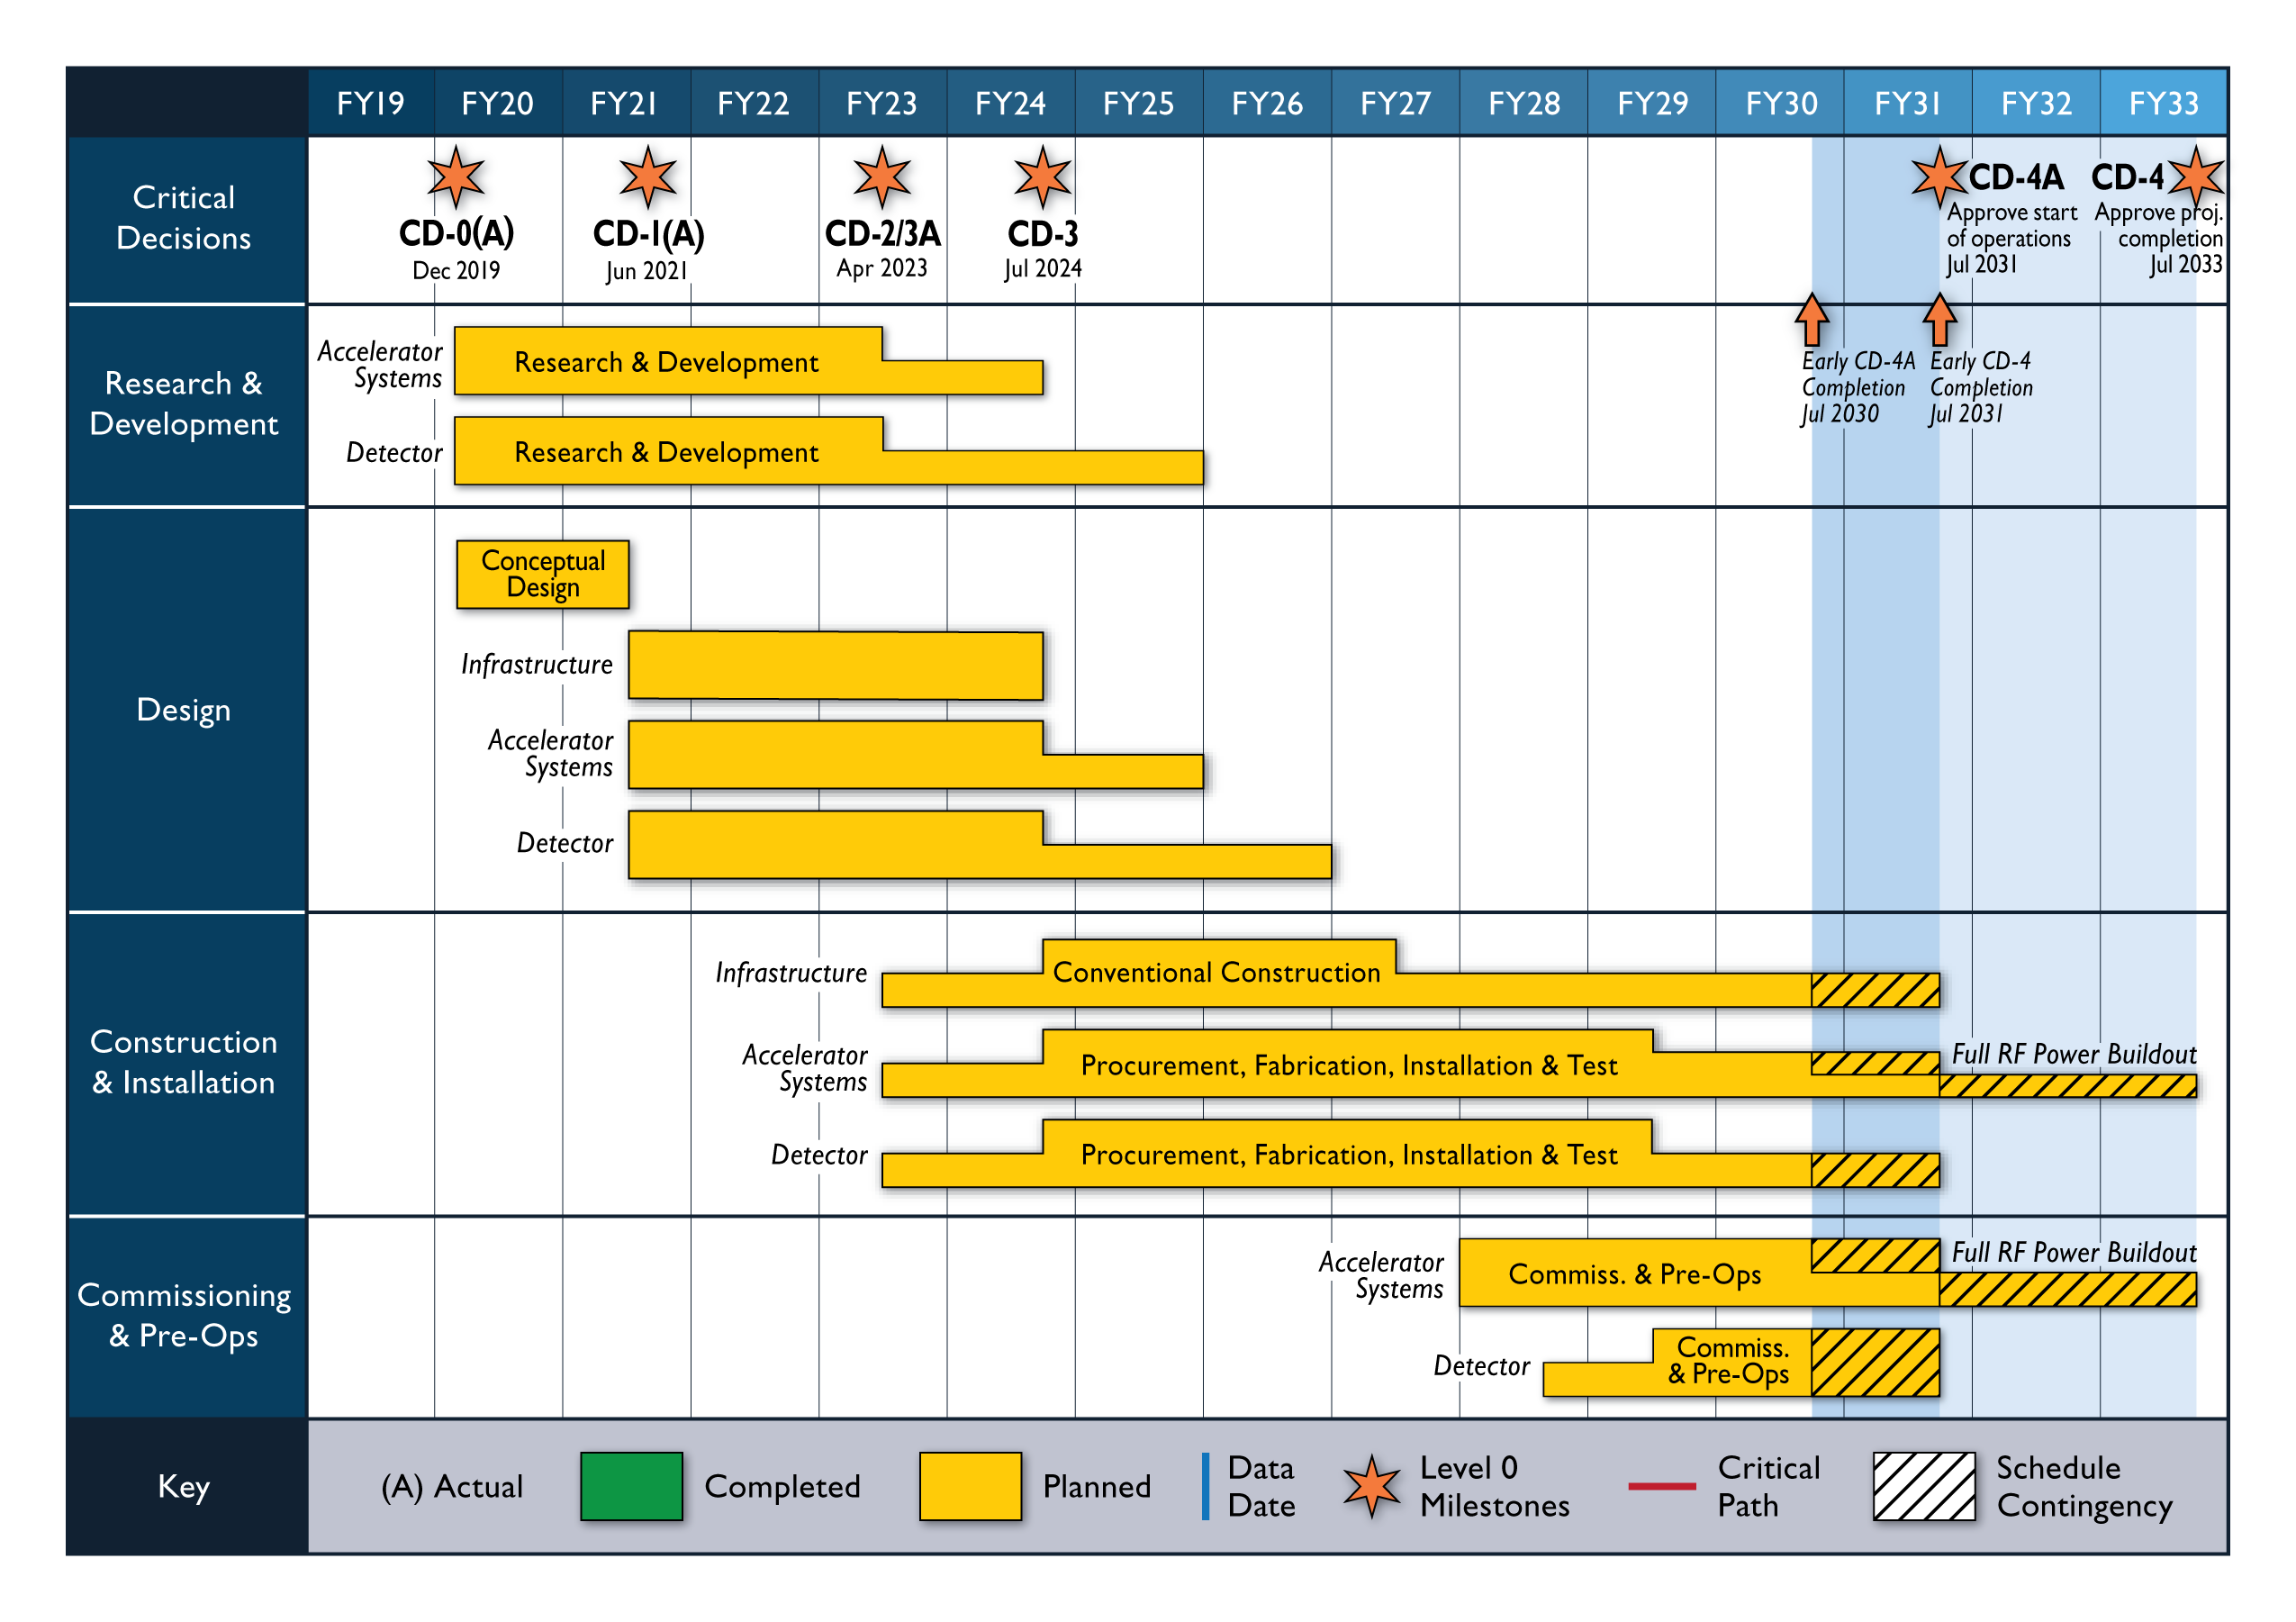 FY19 FY20 FY21 FY22 FY23 FY24 FY25 FY26 FY27 FY28 FY29 FY30 FY31 FY32 FY33
Critical
Decisions
CD-0(A)
Dec 2019
CD-1(A)
Jun 2021
CD-2/3A
Apr 2023
CD-3
Jul 2024
CD-4A
Approve start
of operations
Jul 2031
CD-4
Approve proj.
completion
Jul 2033
Research &
Development
Accelerator
Systems
Research & Development
Detector
Research & Development
Early CD-4A
Completion
Jul 2030
Early CD-4
Completion
Jul 2031
Design
Conceptual
Design
Infrastructure
Accelerator
Systems
Detector
Construction
& Installation
Infrastructure
Conventional Construction
Accelerator
Systems
Procurement, Fabrication, Installation & Test
Full RF Power Buildout
Detector
Procurement, Fabrication, Installation & Test
Commissioning
& Pre-Ops
Accelerator
Systems
Commiss. & Pre-Ops
Full RF Power Buildout
Detector
Commiss.
& Pre-Ops
Key
(A) Actual
Completed
Planned
Data
Date
Level 0
Milestones
Critical
Path
Schedule
Contingency